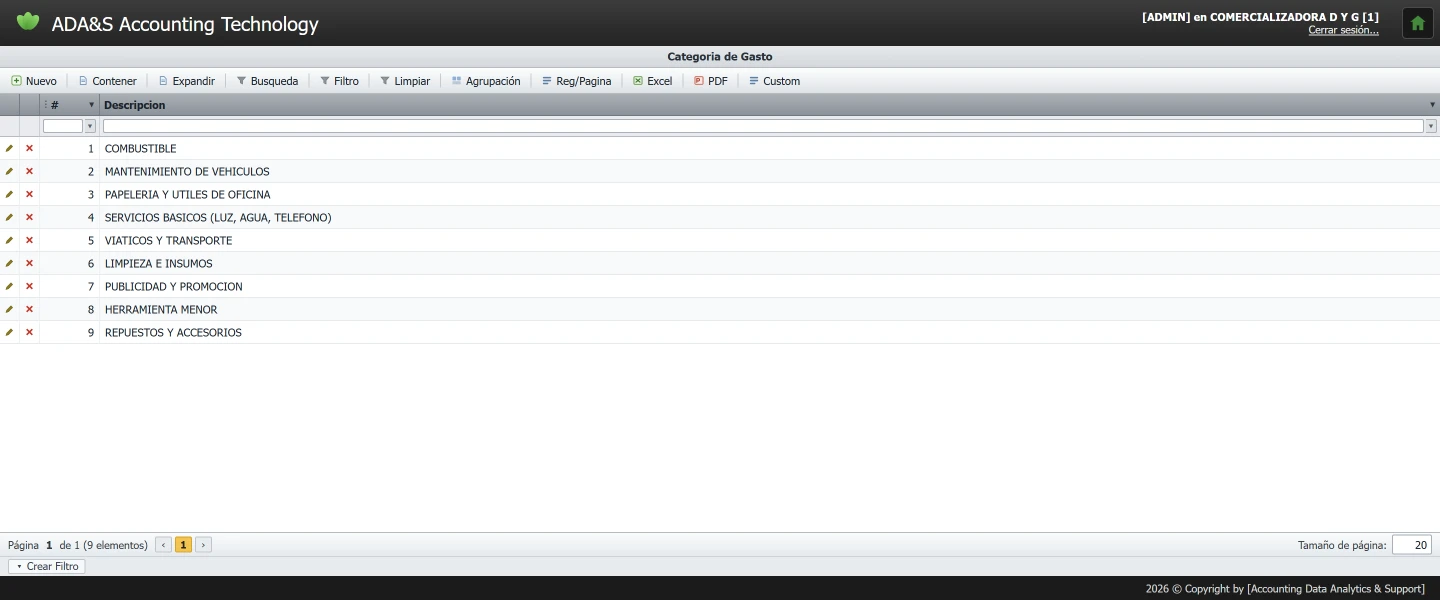 ADA&S Accounting Technology
[ADMIN] en COMERCIALIZADORA D Y G [1]
Cerrar sesión...
Categoria de Gasto
Nuevo Contener Expandir Busqueda Filtro Limpiar Agrupación Reg/Pagina Excel PDF Custom
# Descripcion
1 COMBUSTIBLE
2 MANTENIMIENTO DE VEHICULOS
3 PAPELERIA Y UTILES DE OFICINA
4 SERVICIOS BASICOS (LUZ, AGUA, TELEFONO)
5 VIATICOS Y TRANSPORTE
6 LIMPIEZA E INSUMOS
7 PUBLICIDAD Y PROMOCION
8 HERRAMIENTA MENOR
9 REPUESTOS Y ACCESORIOS
Página 1 de 1 (9 elementos) ‹ 1 › Tamaño de página: 20
Crear Filtro
2026 © Copyright by [Accounting Data Analytics & Support]